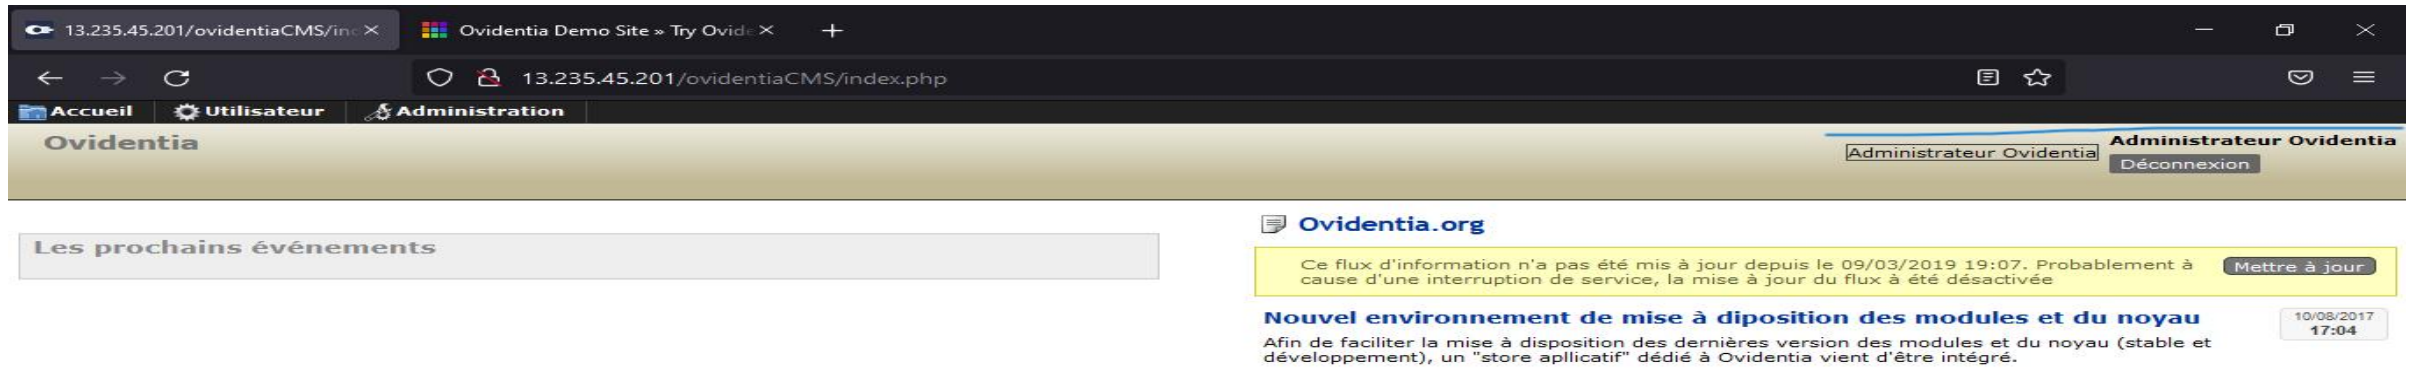 13.235.45.201/ovidentiaCMS/in
Ovidentia Demo Site » Try Ovide
13.235.45.201/ovidentiaCMS/index.php
Accueil Utilisateur Administration
Ovidentia
Administrateur Ovidentia
Administrateur Ovidentia
Déconnexion
Les prochains événements
Ovidentia.org
Ce flux d'information n'a pas été mis à jour depuis le 09/03/2019 19:07. Probablement à
cause d'une interruption de service, la mise à jour du flux à été désactivée
Mettre à jour
Nouvel environnement de mise à diposition des modules et du noyau
10/08/2017
17:04
Afin de faciliter la mise à disposition des dernières version des modules et du noyau (stable et
développement), un "store apllicatif" dédié à Ovidentia vient d'être intégré.